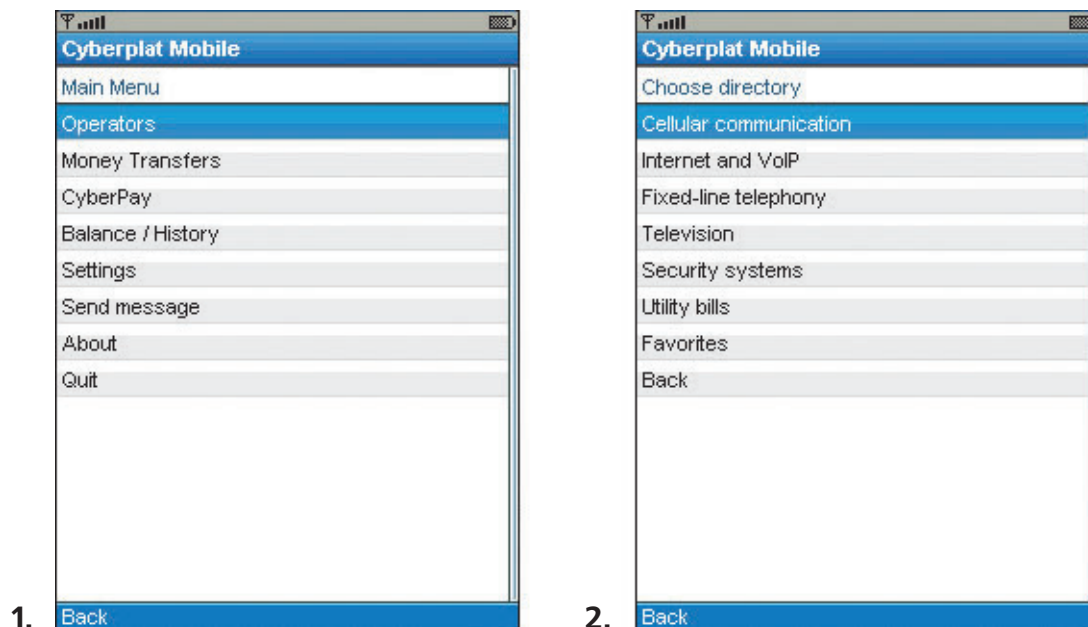 Cyberplat Mobile
Main Menu
Operators
Money Transfers
CyberPay
Balance / History
Settings
Send message
About
Quit
Back
1.
Cyberplat Mobile
Choose directory
Cellular communication
Internet and VoIP
Fixed-line telephony
Television
Security systems
Utility bills
Favorites
Back
Back
2.